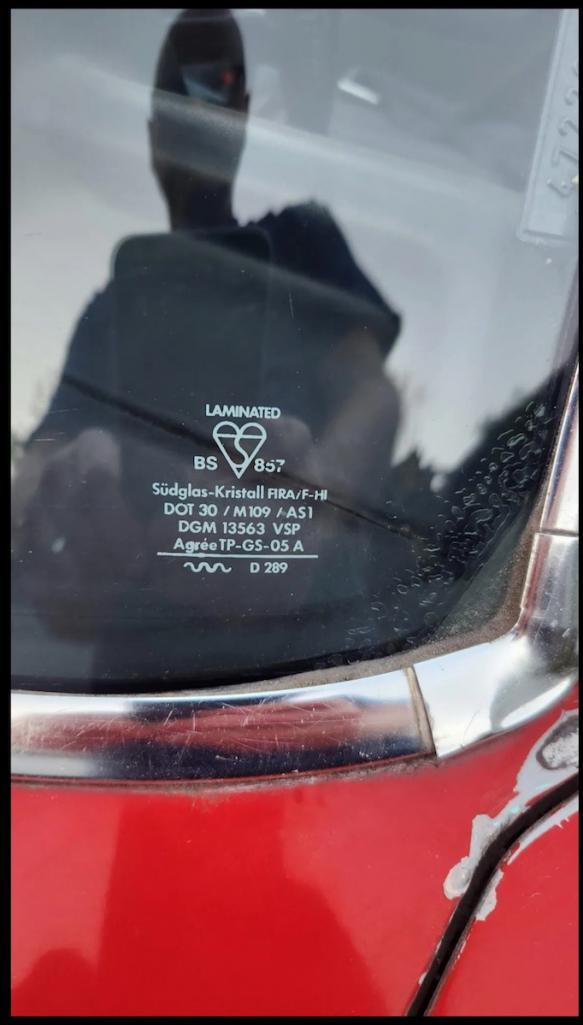 LAMINATED
BS 857
Südglas-Kristall FIRA/F-HI
DOT 30 / M109 / AS1
DGM 13563 VSP
Agrée TP-GS-05 A
D 289